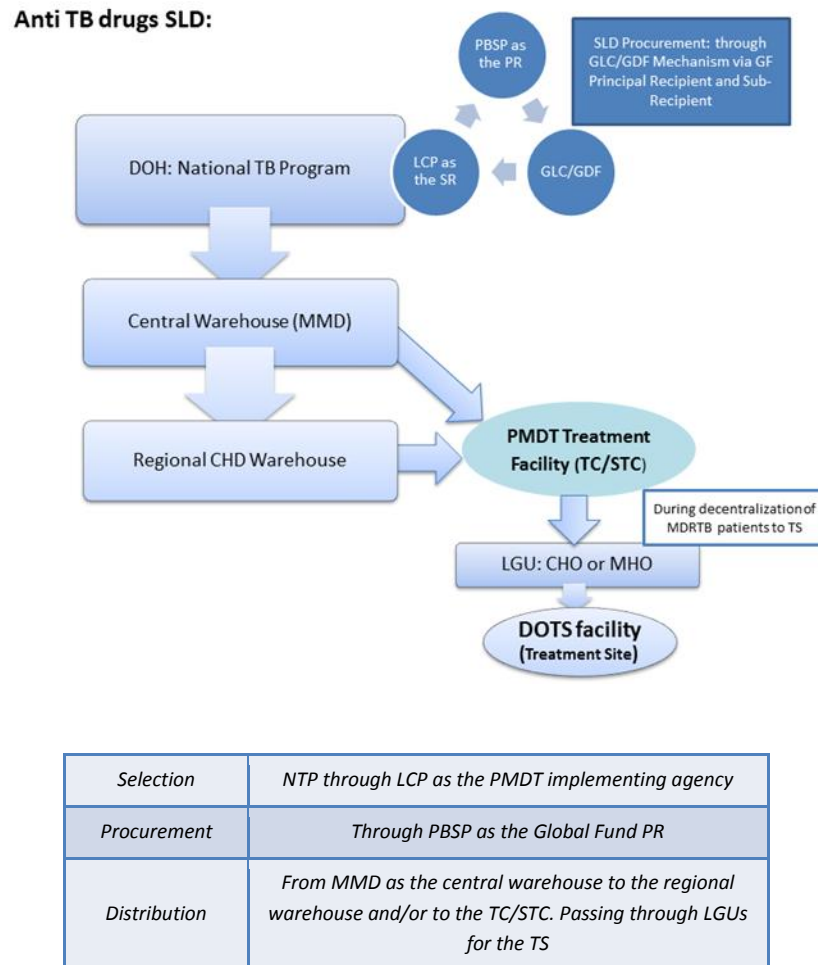 Anti TB drugs SLD:
PBSP as
the PR
SLD Procurement: through
GLC/GDF Mechanism via GF
Principal Recipient and Sub-
Recipient
DOH: National TB Program
LCP as
the SR
GLC/GDF
Central Warehouse (MMD)
Regional CHD Warehouse
PMDT Treatment
Facility (TC/STC)
During decentralization of
MDRTB patients to TS
LGU: CHO or MHO
DOTS facility
(Treatment Site)
Selection
NTP through LCP as the PMDT implementing agency
Procurement
Through PBSP as the Global Fund PR
Distribution
From MMD as the central warehouse to the regional
warehouse and/or to the TC/STC. Passing through LGUs
for the TS